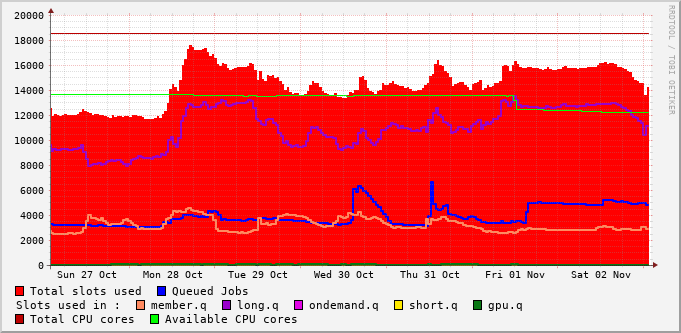 20000
18000
16000
14000
12000
10000
8000
6000
4000
2000
0
Sun 27 Oct Mon 28 Oct Tue 29 Oct Wed 30 Oct Thu 31 Oct Fri 01 Nov Sat 02 Nov
Total slots used Queued Jobs
Slots used in : member.q long.q ondemand.q short.q gpu.q
Total CPU cores Available CPU cores
RRDTOOL / TOBI OETIKER